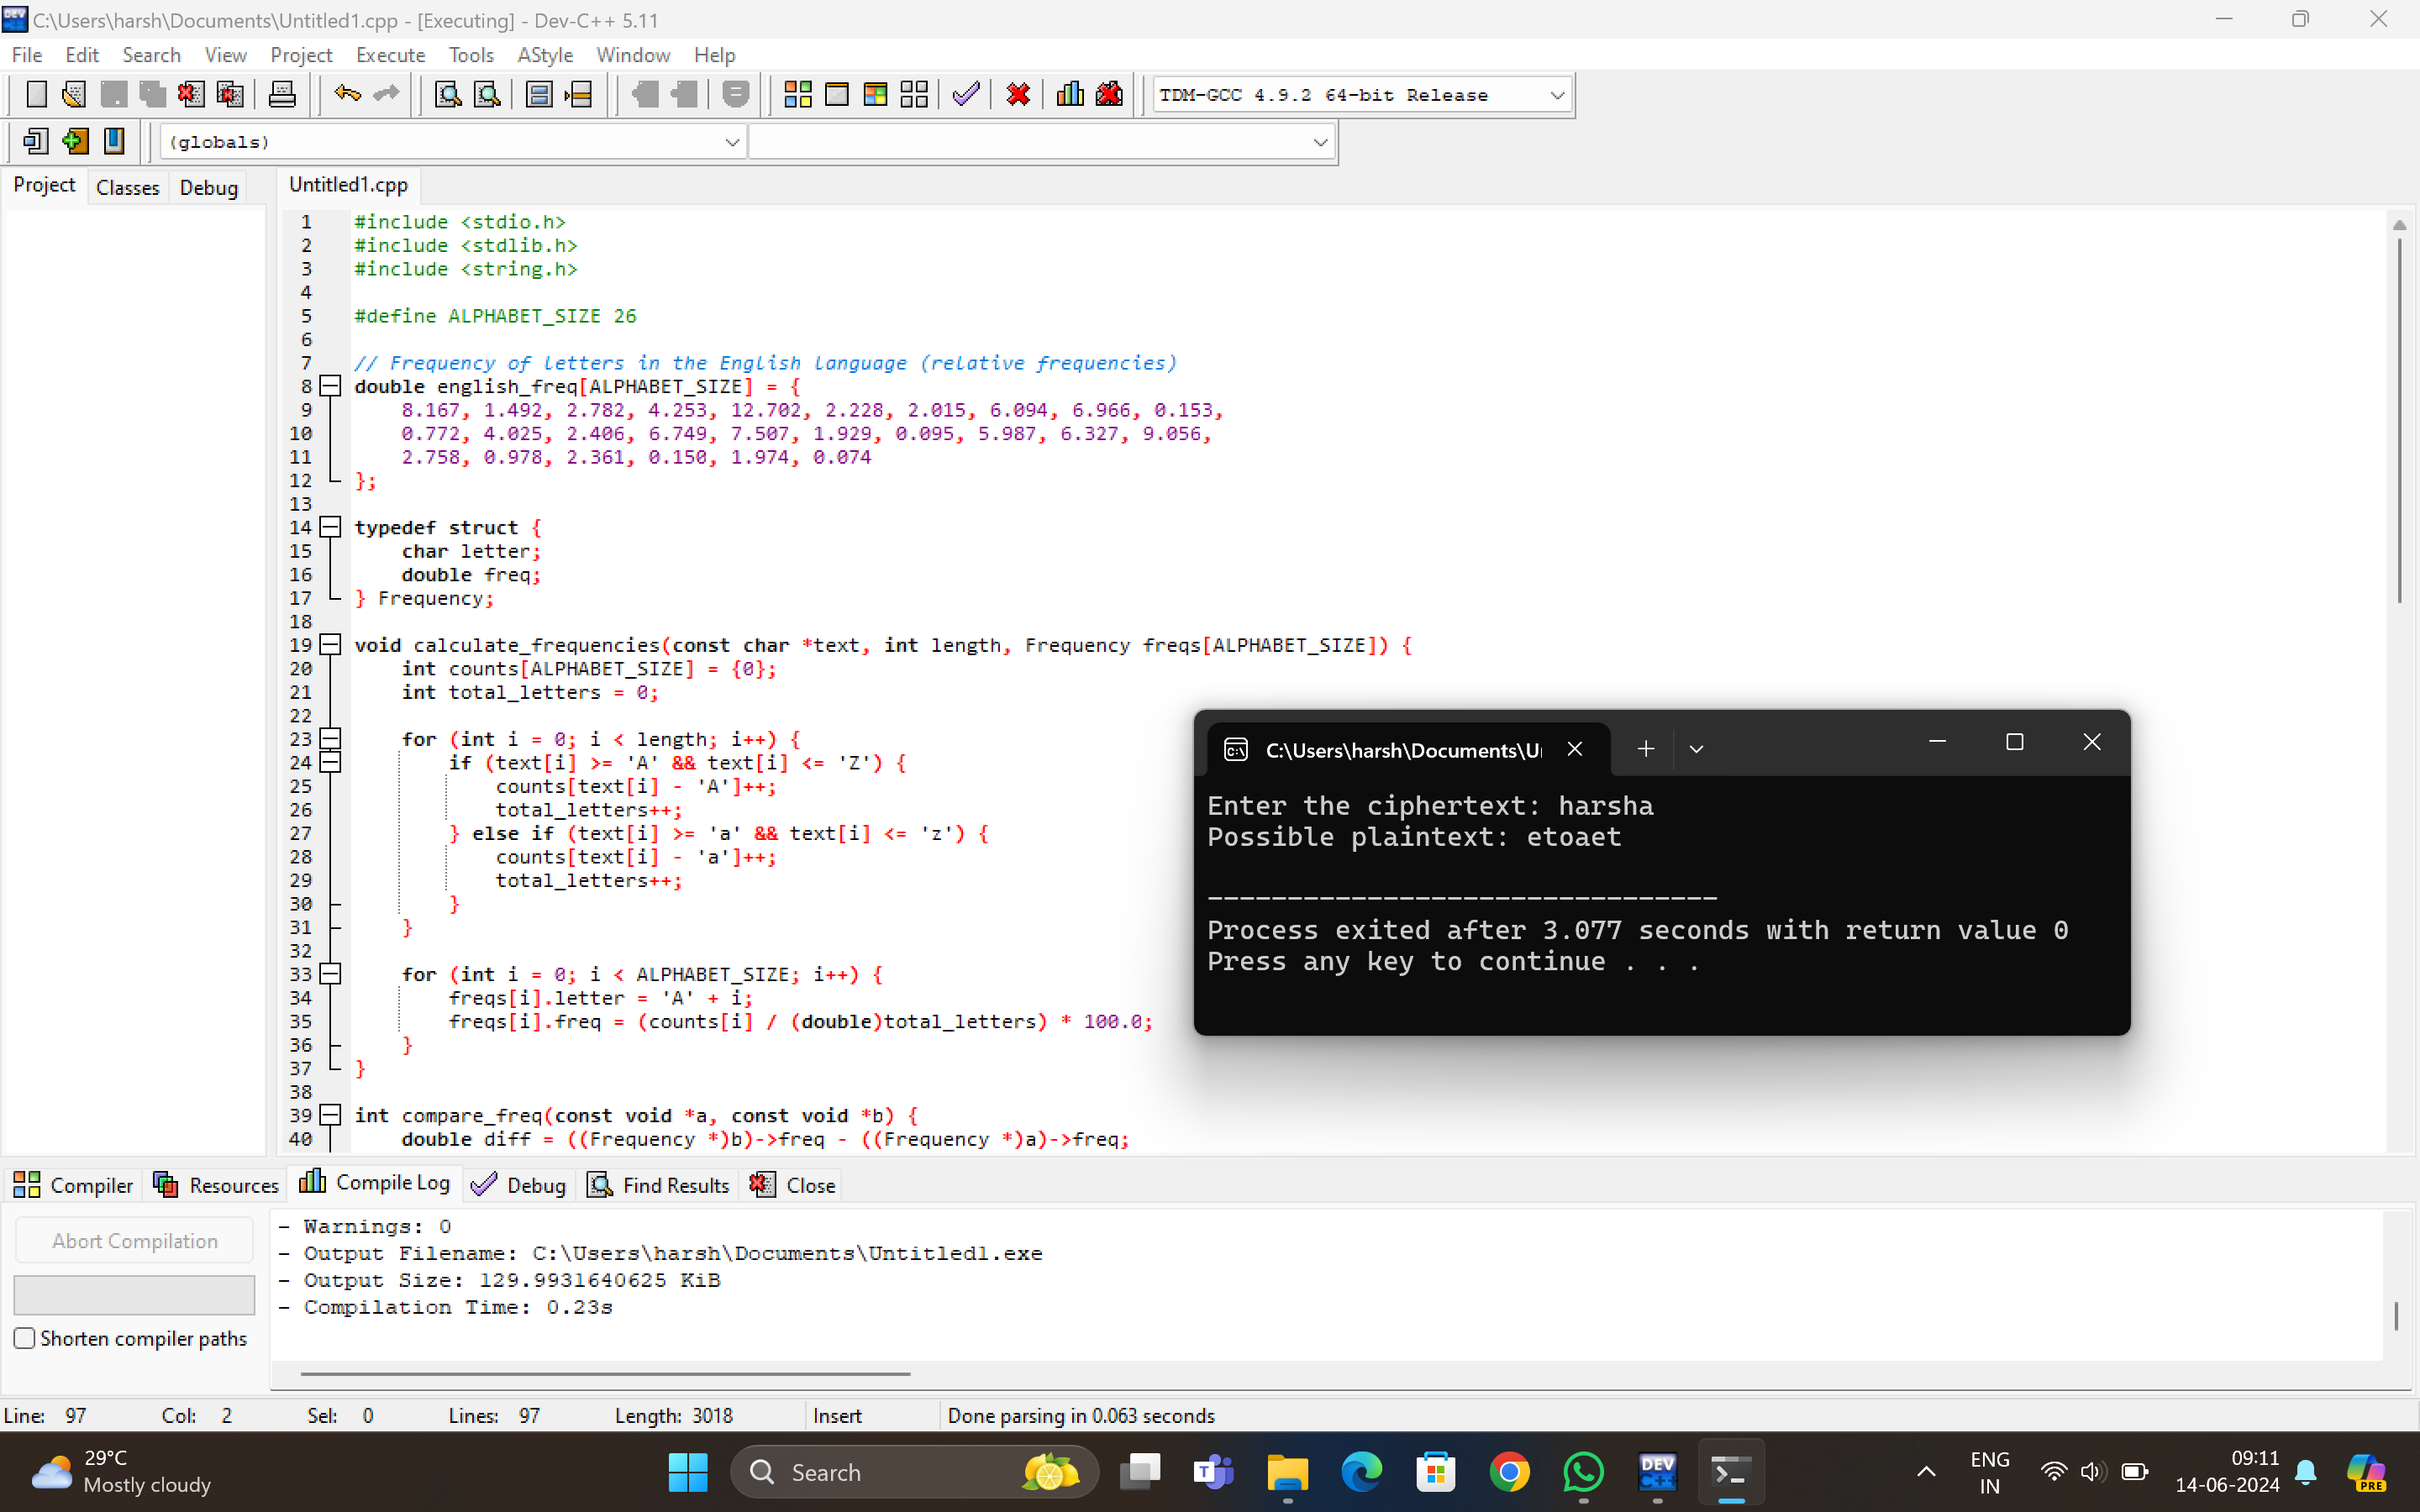 C:\Users\harsh\Documents\Untitled1.cpp - [Executing] - Dev-C++ 5.11
File Edit Search View Project Execute Tools AStyle Window Help
TDM-GCC 4.9.2 64-bit Release
(globals)
Project Classes Debug Untitled1.cpp
1 #include <stdio.h>
2 #include <stdlib.h>
3 #include <string.h>
4
5 #define ALPHABET_SIZE 26
6
7 // Frequency of letters in the English language (relative frequencies)
8 double english_freq[ALPHABET_SIZE] = {
9     8.167, 1.492, 2.782, 4.253, 12.702, 2.228, 2.015, 6.094, 6.966, 0.153,
10     0.772, 4.025, 2.406, 6.749, 7.507, 1.929, 0.095, 5.987, 6.327, 9.056,
11     2.758, 0.978, 2.361, 0.150, 1.974, 0.074
12 };
13
14 typedef struct {
15     char letter;
16     double freq;
17 } Frequency;
18
19 void calculate_frequencies(const char *text, int length, Frequency freqs[ALPHABET_SIZE]) {
20     int counts[ALPHABET_SIZE] = {0};
21     int total_letters = 0;
22
23     for (int i = 0; i < length; i++) {
24         if (text[i] >= 'A' && text[i] <= 'Z') {
25             counts[text[i] - 'A']++;
26             total_letters++;
27         } else if (text[i] >= 'a' && text[i] <= 'z') {
28             counts[text[i] - 'a']++;
29             total_letters++;
30         }
31     }
32
33     for (int i = 0; i < ALPHABET_SIZE; i++) {
34         freqs[i].letter = 'A' + i;
35         freqs[i].freq = (counts[i] / (double)total_letters) * 100.0;
36     }
37 }
38
39 int compare_freq(const void *a, const void *b) {
40     double diff = ((Frequency *)b)->freq - ((Frequency *)a)->freq;
C:\Users\harsh\Documents\U
Enter the ciphertext: harsha
Possible plaintext: etoaet
--------------------------------
Process exited after 3.077 seconds with return value 0
Press any key to continue . . .
Compiler Resources Compile Log Debug Find Results Close
Abort Compilation
Shorten compiler paths
- Warnings: 0
- Output Filename: C:\Users\harsh\Documents\Untitled1.exe
- Output Size: 129.9931640625 KiB
- Compilation Time: 0.23s
Line: 97 Col: 2 Sel: 0 Lines: 97 Length: 3018 Insert Done parsing in 0.063 seconds
29°C
Mostly cloudy
Search
DEV
C++
ENG
IN
09:11
14-06-2024
PRE